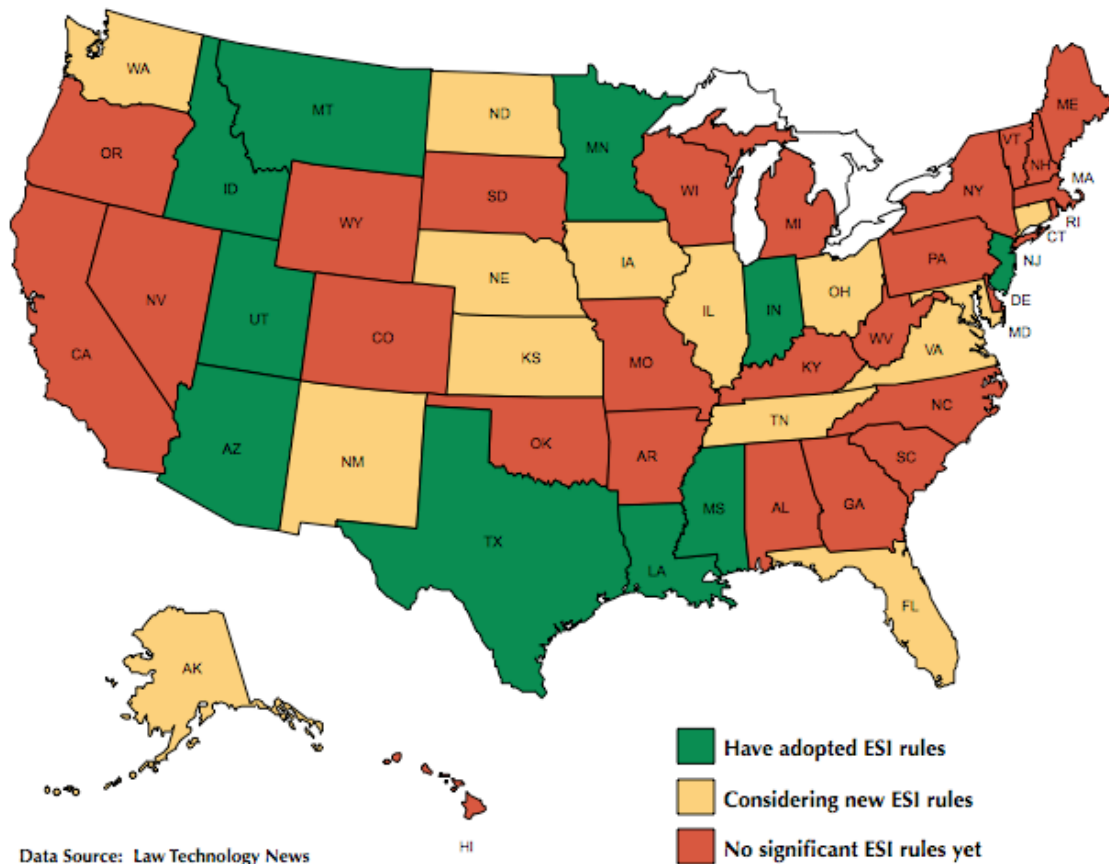 WA
MT
ND
MN
ME
VT
NH
MA
OR
ID
SD
WI
NY
RI
CT
WY
MI
PA
NJ
NE
IA
OH
DE
MD
NV
UT
IL
IN
WV
VA
CA
CO
KS
MO
KY
NC
TN
AZ
NM
OK
AR
SC
MS
AL
GA
TX
LA
FL
AK
HI
Have adopted ESI rules
Considering new ESI rules
No significant ESI rules yet
Data Source: Law Technology News